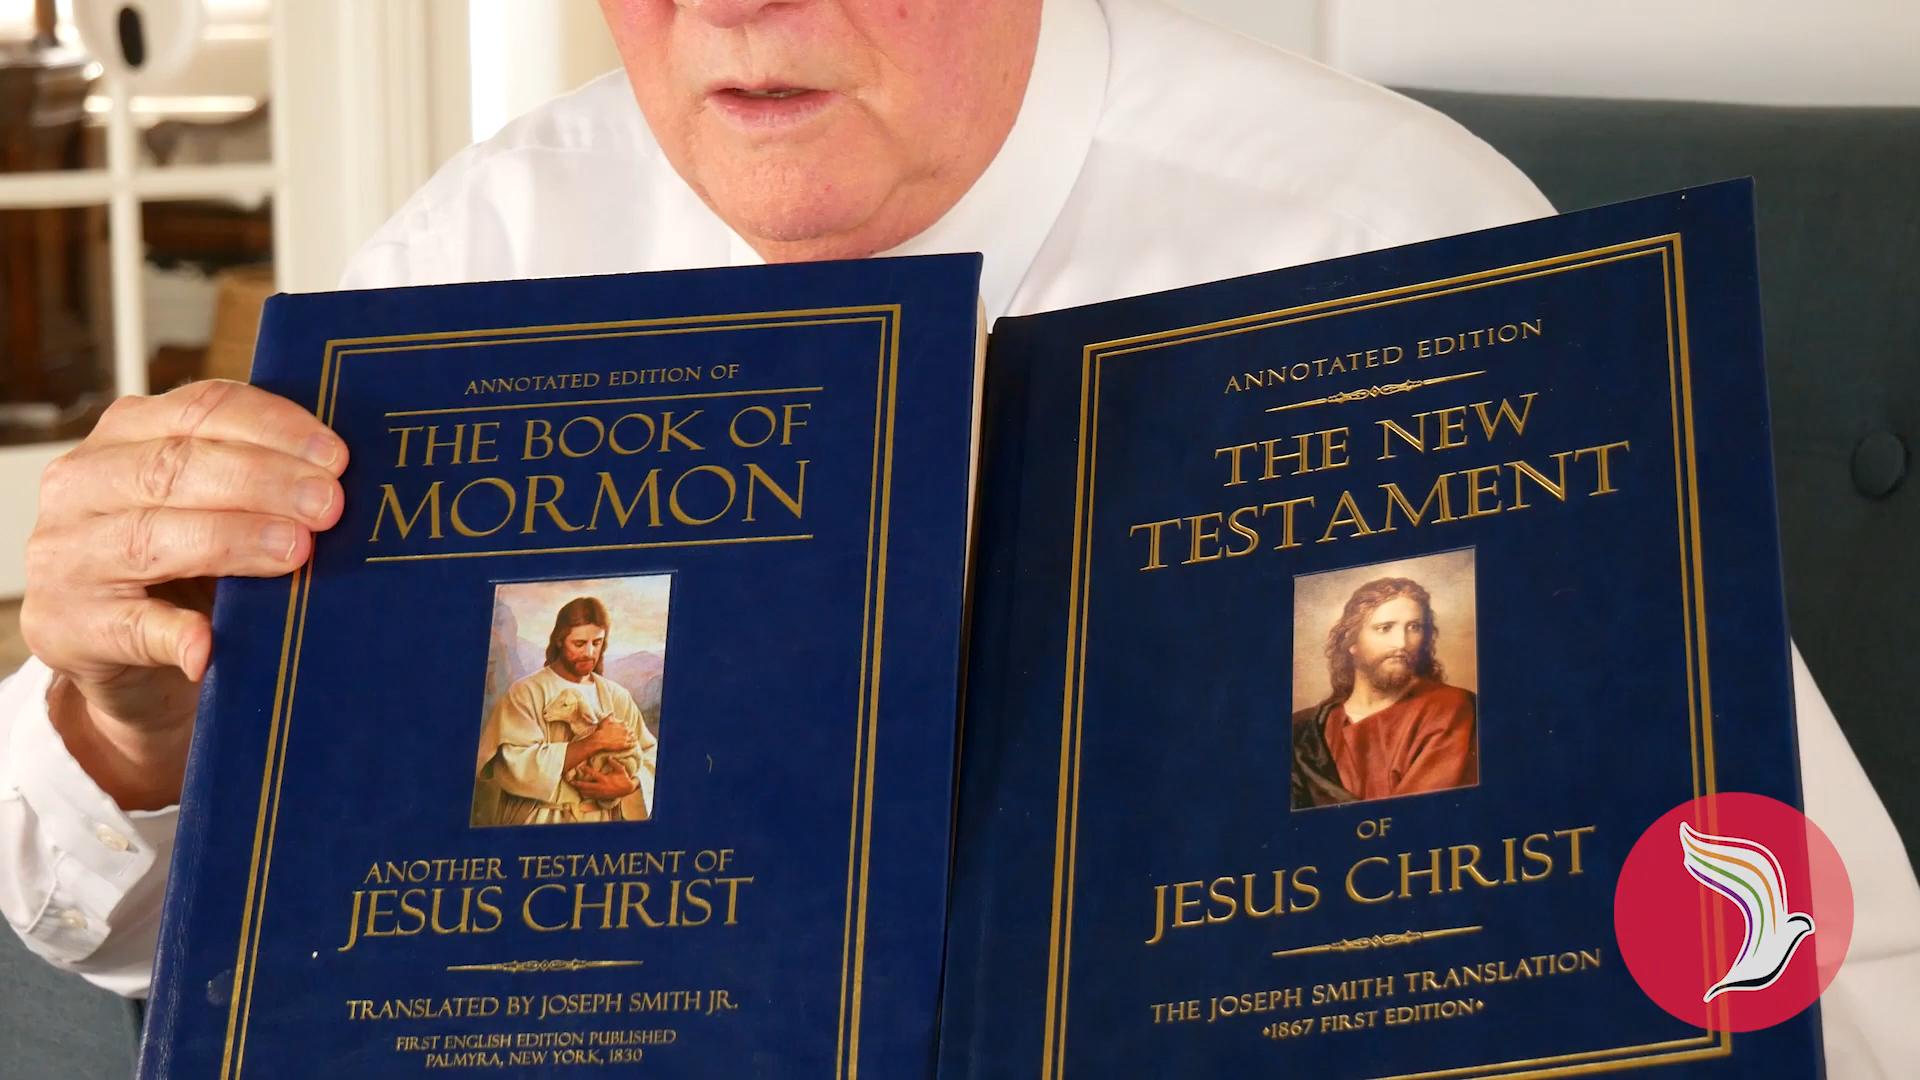 ANNOTATED EDITION OF
THE BOOK OF
MORMON
ANOTHER TESTAMENT OF
JESUS CHRIST
TRANSLATED BY JOSEPH SMITH JR.
FIRST ENGLISH EDITION PUBLISHED
PALMYRA, NEW YORK, 1830
ANNOTATED EDITION
THE NEW
TESTAMENT
OF
JESUS CHRIST
THE JOSEPH SMITH TRANSLATION
•1867 FIRST EDITION•